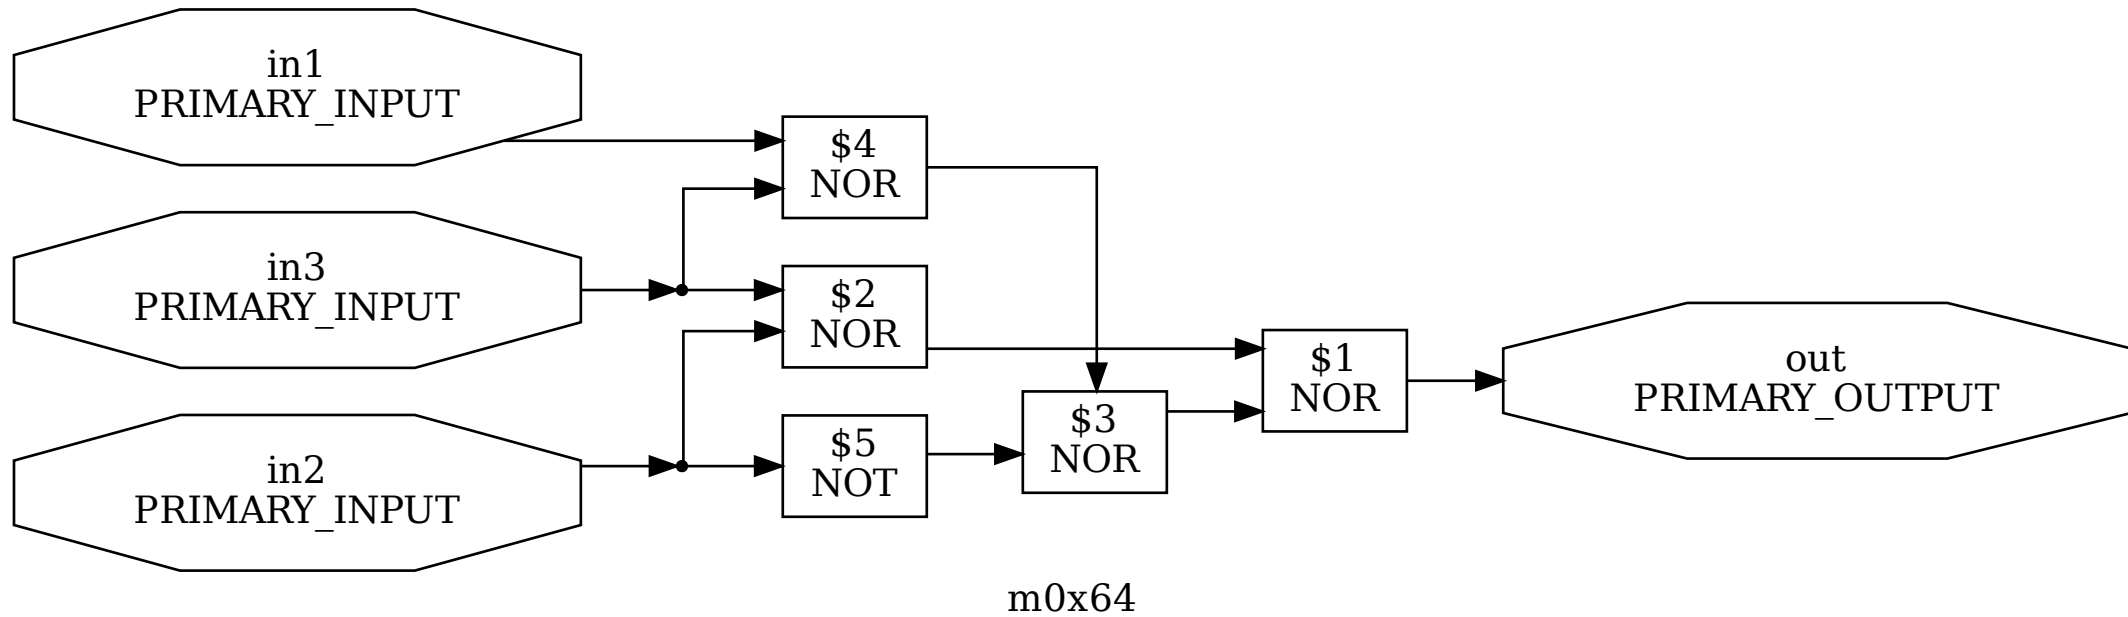 in1
PRIMARY_INPUT
$4
NOR
in3
PRIMARY_INPUT
$2
NOR
in2
PRIMARY_INPUT
$5
NOT
$3
NOR
$1
NOR
out
PRIMARY_OUTPUT
m0x64